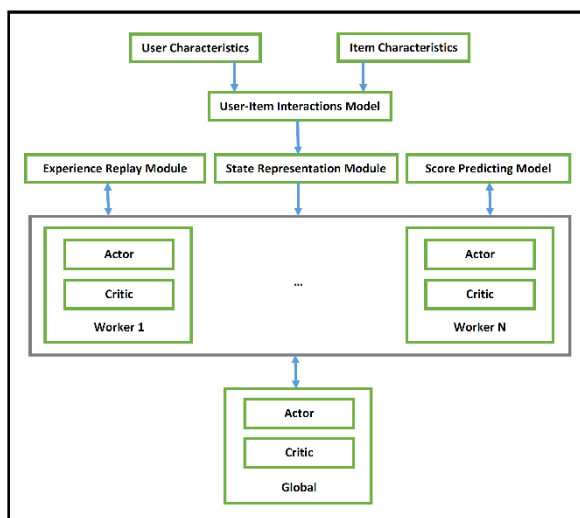 User Characteristics
Item Characteristics
User-Item Interactions Model
Experience Replay Module
State Representation Module
Score Predicting Model
Actor
Critic
Worker 1
...
Actor
Critic
Worker N
Actor
Critic
Global